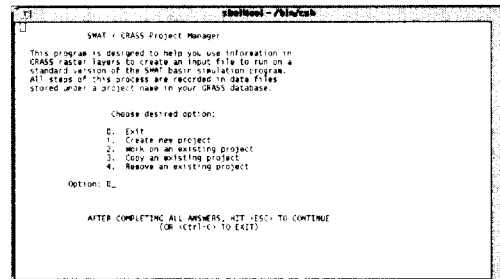 shelltool - /bin/csh
SWAT / GRASS Project Manager
This program is designed to help you use information in
GRASS raster layers to create an input file to run on a
standard version of the SWAT basin simulation program.
All steps of this process are recorded in data files
stored under a project name in your GRASS database.
Choose desired option:
0. Exit
1. Create new project
2. Work on an existing project
3. Copy an existing project
4. Remove an existing project
Option: 0_
AFTER COMPLETING ALL ANSWERS, HIT <ESC> TO CONTINUE
(OR <Ctrl-C> TO EXIT)